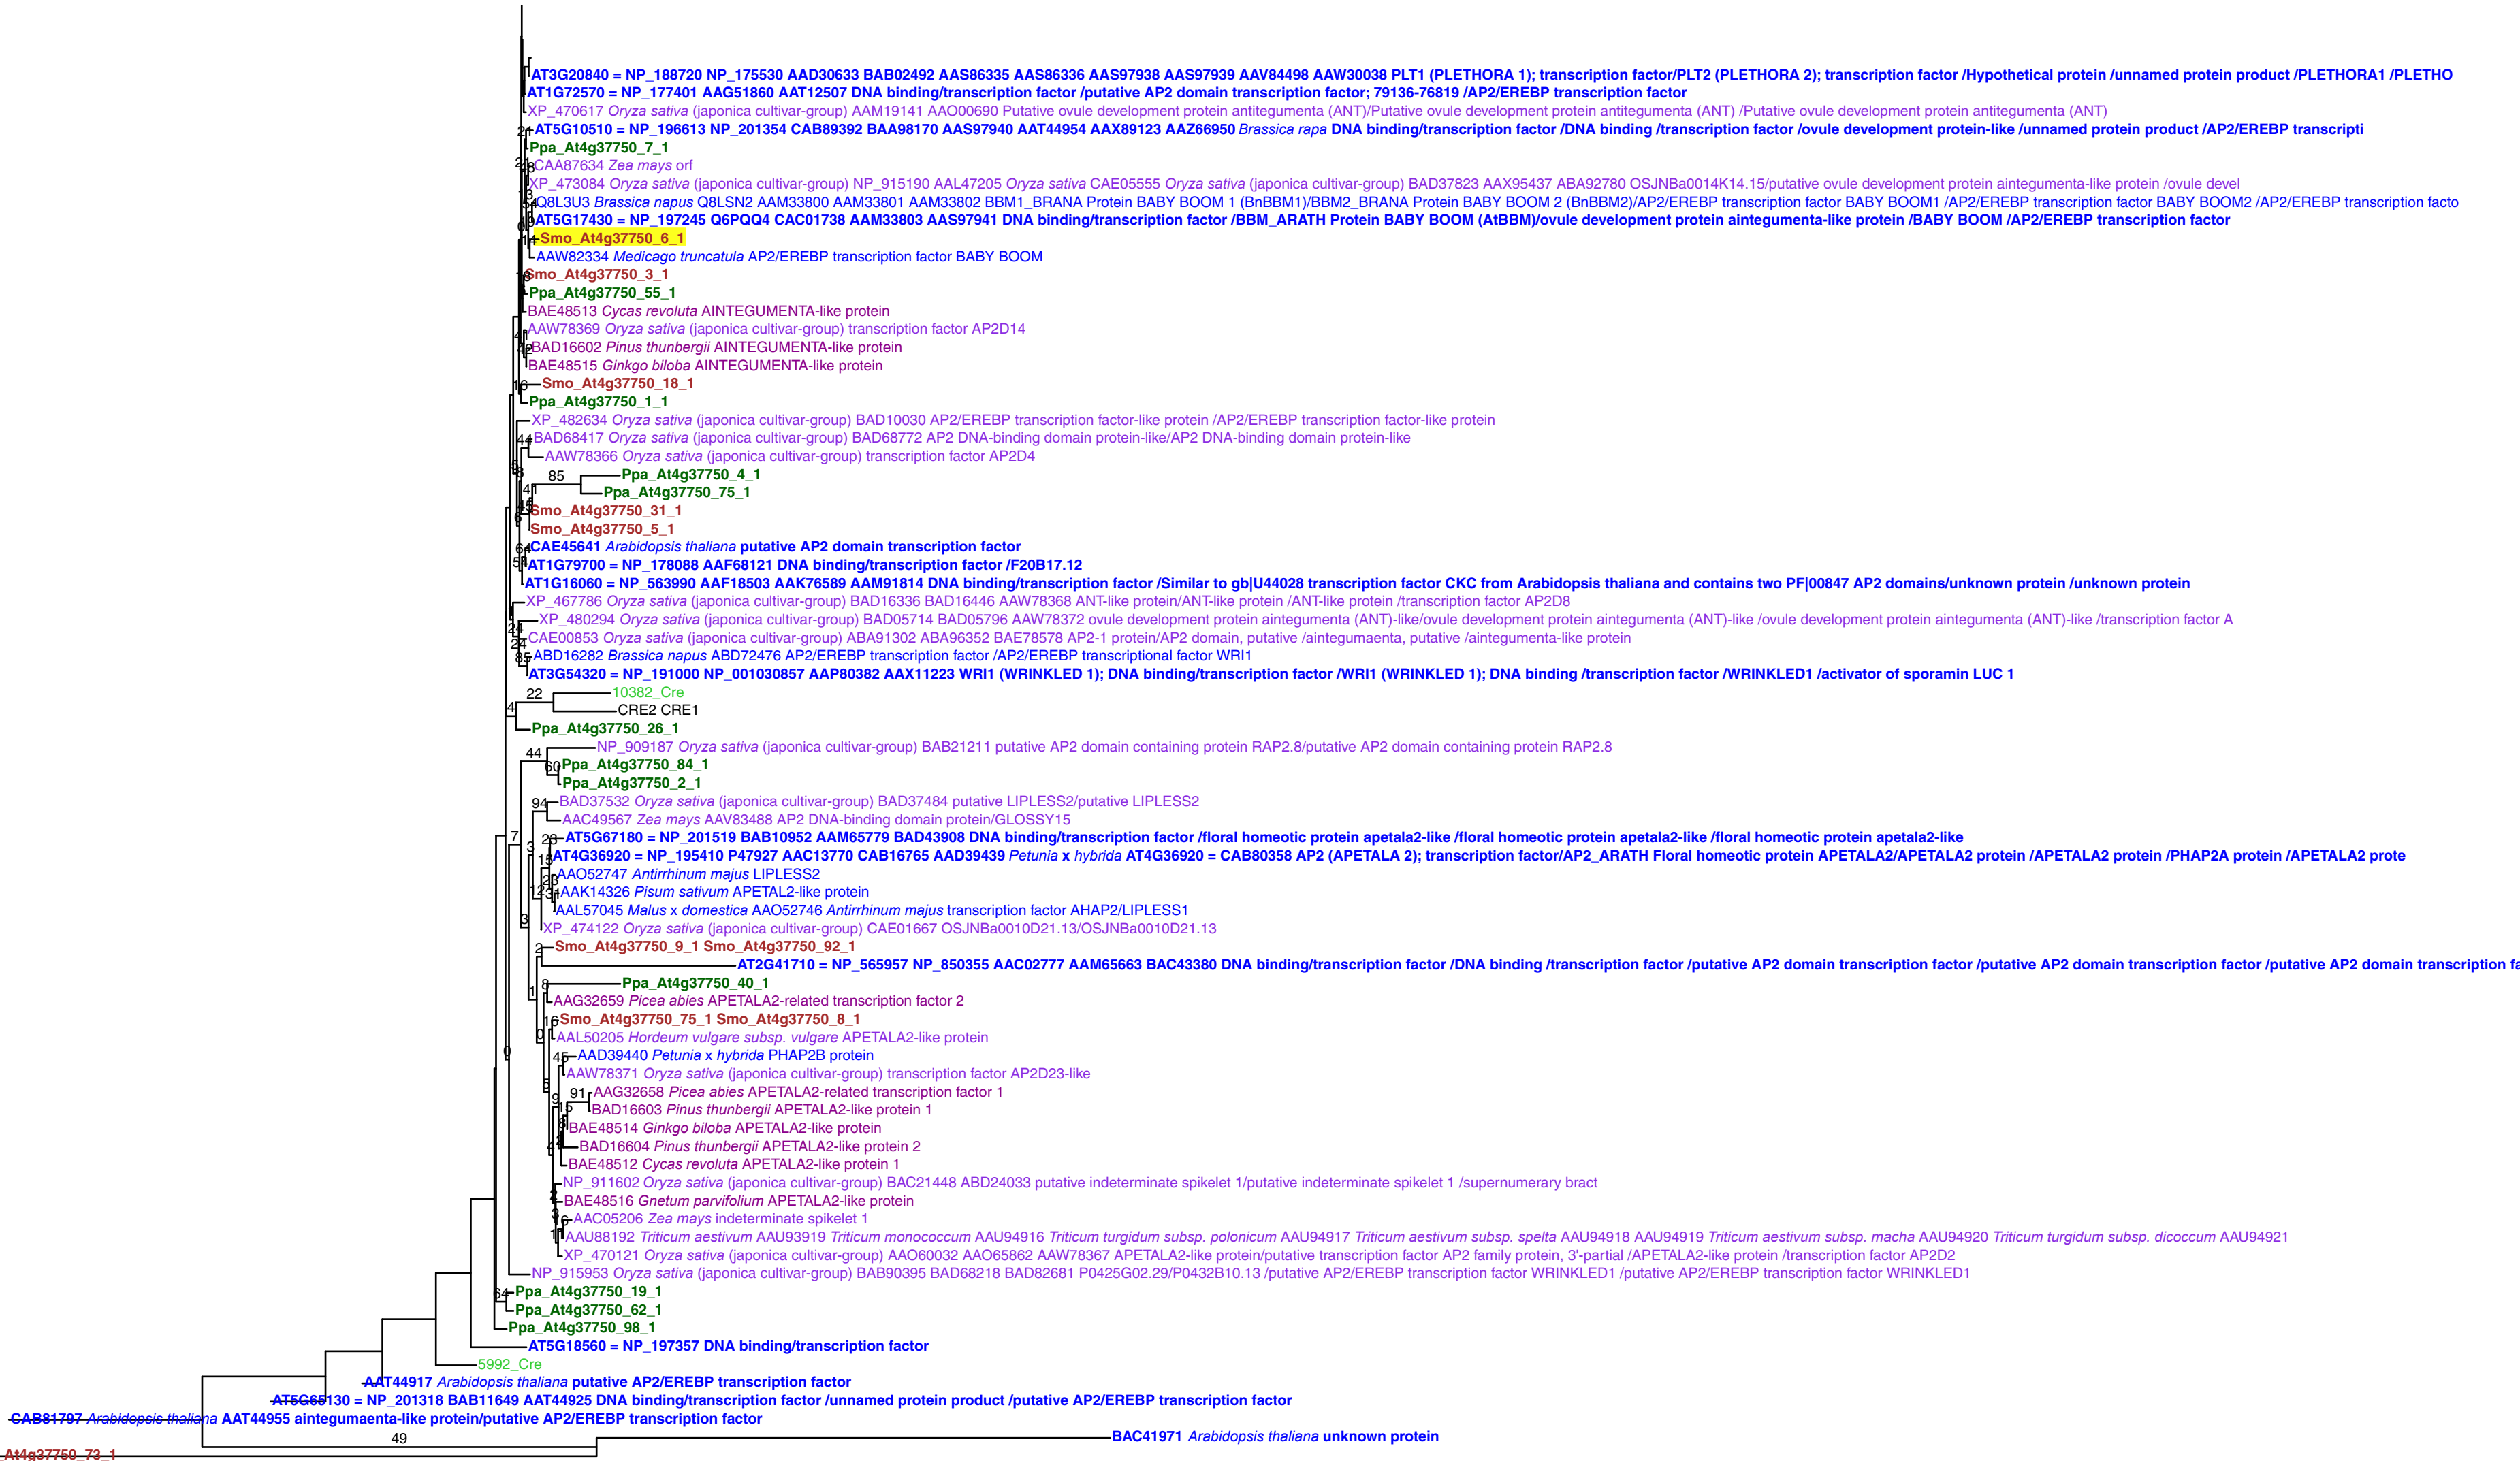 AT3G20840 = NP_188720 NP_175530 AAD30633 BAB02492 AAS86335 AAS86336 AAS97938 AAS97939 AAV84498 AAW30038 PLT1 (PLETHORA 1); transcription factor/PLT2 (PLETHORA 2); transcription factor /Hypothetical protein /unnamed protein product /PLETHORA1 /PLETHO
AT1G72570 = NP_177401 AAG51860 AAT12507 DNA binding/transcription factor /putative AP2 domain transcription factor; 79136-76819 /AP2/EREBP transcription factor
XP_470617 Oryza sativa (japonica cultivar-group) AAM19141 AAO00690 Putative ovule development protein antitegumenta (ANT)/Putative ovule development protein antitegumenta (ANT) /Putative ovule development protein antitegumenta (ANT)
AT5G10510 = NP_196613 NP_201354 CAB89392 BAA98170 AAS97940 AAT44954 AAX89123 AAZ66950 Brassica rapa DNA binding/transcription factor /DNA binding /transcription factor /ovule development protein-like /unnamed protein product /AP2/EREBP transcripti
Ppa_At4g37750_7_1
CAA87634 Zea mays orf
XP_473084 Oryza sativa (japonica cultivar-group) NP_915190 AAL47205 Oryza sativa CAE05555 Oryza sativa (japonica cultivar-group) BAD37823 AAX95437 ABA92780 OSJNBa0014K14.15/putative ovule development protein aintegumenta-like protein /ovule devel
Q8L3U3 Brassica napus Q8LSN2 AAM33800 AAM33801 AAM33802 BBM1_BRANA Protein BABY BOOM 1 (BnBBM1)/BBM2_BRANA Protein BABY BOOM 2 (BnBBM2)/AP2/EREBP transcription factor BABY BOOM1 /AP2/EREBP transcription factor BABY BOOM2 /AP2/EREBP transcription facto
AT5G17430 = NP_197245 Q6PQQ4 CAC01738 AAM33803 AAS97941 DNA binding/transcription factor /BBM_ARATH Protein BABY BOOM (AtBBM)/ovule development protein aintegumenta-like protein /BABY BOOM /AP2/EREBP transcription factor
Smo_At4g37750_6_1
AAW82334 Medicago truncatula AP2/EREBP transcription factor BABY BOOM
Smo_At4g37750_3_1
Ppa_At4g37750_55_1
BAE48513 Cycas revoluta AINTEGUMENTA-like protein
AAW78369 Oryza sativa (japonica cultivar-group) transcription factor AP2D14
BAD16602 Pinus thunbergii AINTEGUMENTA-like protein
BAE48515 Ginkgo biloba AINTEGUMENTA-like protein
16 Smo_At4g37750_18_1
Ppa_At4g37750_1_1
XP_482634 Oryza sativa (japonica cultivar-group) BAD10030 AP2/EREBP transcription factor-like protein /AP2/EREBP transcription factor-like protein
44 BAD68417 Oryza sativa (japonica cultivar-group) BAD68772 AP2 DNA-binding domain protein-like/AP2 DNA-binding domain protein-like
AAW78366 Oryza sativa (japonica cultivar-group) transcription factor AP2D4
85 Ppa_At4g37750_4_1
41 Ppa_At4g37750_75_1
Smo_At4g37750_31_1
Smo_At4g37750_5_1
64 CAE45641 Arabidopsis thaliana putative AP2 domain transcription factor
AT1G79700 = NP_178088 AAF68121 DNA binding/transcription factor /F20B17.12
AT1G16060 = NP_563990 AAF18503 AAK76589 AAM91814 DNA binding/transcription factor /Similar to gb|U44028 transcription factor CKC from Arabidopsis thaliana and contains two PF|00847 AP2 domains/unknown protein /unknown protein
XP_467786 Oryza sativa (japonica cultivar-group) BAD16336 BAD16446 AAW78368 ANT-like protein/ANT-like protein /ANT-like protein /transcription factor AP2D8
24 XP_480294 Oryza sativa (japonica cultivar-group) BAD05714 BAD05796 AAW78372 ovule development protein aintegumenta (ANT)-like/ovule development protein aintegumenta (ANT)-like /ovule development protein aintegumenta (ANT)-like /transcription factor A
24 CAE00853 Oryza sativa (japonica cultivar-group) ABA91302 ABA96352 BAE78578 AP2-1 protein/AP2 domain, putative /aintegumaenta, putative /aintegumenta-like protein
85 ABD16282 Brassica napus ABD72476 AP2/EREBP transcription factor /AP2/EREBP transcriptional factor WRI1
AT3G54320 = NP_191000 NP_001030857 AAP80382 AAX11223 WRI1 (WRINKLED 1); DNA binding/transcription factor /WRI1 (WRINKLED 1); DNA binding /transcription factor /WRINKLED1 /activator of sporamin LUC 1
22 10382_Cre
4 CRE2 CRE1
Ppa_At4g37750_26_1
44 NP_909187 Oryza sativa (japonica cultivar-group) BAB21211 putative AP2 domain containing protein RAP2.8/putative AP2 domain containing protein RAP2.8
60 Ppa_At4g37750_84_1
Ppa_At4g37750_2_1
94 BAD37532 Oryza sativa (japonica cultivar-group) BAD37484 putative LIPLESS2/putative LIPLESS2
AAC49567 Zea mays AAV83488 AP2 DNA-binding domain protein/GLOSSY15
7 AT5G67180 = NP_201519 BAB10952 AAM65779 BAD43908 DNA binding/transcription factor /floral homeotic protein apetala2-like /floral homeotic protein apetala2-like /floral homeotic protein apetala2-like
3 AT4G36920 = NP_195410 P47927 AAC13770 CAB16765 AAD39439 Petunia x hybrida AT4G36920 = CAB80358 AP2 (APETALA 2); transcription factor/AP2_ARATH Floral homeotic protein APETALA2/APETALA2 protein /APETALA2 protein /PHAP2A protein /APETALA2 prote
AAO52747 Antirrhinum majus LIPLESS2
AAK14326 Pisum sativum APETAL2-like protein
AAL57045 Malus x domestica AAO52746 Antirrhinum majus transcription factor AHAP2/LIPLESS1
3 XP_474122 Oryza sativa (japonica cultivar-group) CAE01667 OSJNBa0010D21.13/OSJNBa0010D21.13
2 Smo_At4g37750_9_1 Smo_At4g37750_92_1
AT2G41710 = NP_565957 NP_850355 AAC02777 AAM65663 BAC43380 DNA binding/transcription factor /DNA binding /transcription factor /putative AP2 domain transcription factor /putative AP2 domain transcription factor /putative AP2 domain transcription fa
1 8 Ppa_At4g37750_40_1
AAG32659 Picea abies APETALA2-related transcription factor 2
16 Smo_At4g37750_75_1 Smo_At4g37750_8_1
0 AAL50205 Hordeum vulgare subsp. vulgare APETALA2-like protein
0 45 AAD39440 Petunia x hybrida PHAP2B protein
AAW78371 Oryza sativa (japonica cultivar-group) transcription factor AP2D23-like
9 91 AAG32658 Picea abies APETALA2-related transcription factor 1
15 BAD16603 Pinus thunbergii APETALA2-like protein 1
BAE48514 Ginkgo biloba APETALA2-like protein
BAD16604 Pinus thunbergii APETALA2-like protein 2
BAE48512 Cycas revoluta APETALA2-like protein 1
NP_911602 Oryza sativa (japonica cultivar-group) BAC21448 ABD24033 putative indeterminate spikelet 1/putative indeterminate spikelet 1 /supernumerary bract
2 BAE48516 Gnetum parvifolium APETALA2-like protein
3 16 AAC05206 Zea mays indeterminate spikelet 1
1 AAU88192 Triticum aestivum AAU93919 Triticum monococcum AAU94916 Triticum turgidum subsp. polonicum AAU94917 Triticum aestivum subsp. spelta AAU94918 AAU94919 Triticum aestivum subsp. macha AAU94920 Triticum turgidum subsp. dicoccum AAU94921
XP_470121 Oryza sativa (japonica cultivar-group) AAO60032 AAO65862 AAW78367 APETALA2-like protein/putative transcription factor AP2 family protein, 3'-partial /APETALA2-like protein /transcription factor AP2D2
NP_915953 Oryza sativa (japonica cultivar-group) BAB90395 BAD68218 BAD82681 P0425G02.29/P0432B10.13 /putative AP2/EREBP transcription factor WRINKLED1 /putative AP2/EREBP transcription factor WRINKLED1
64 Ppa_At4g37750_19_1
Ppa_At4g37750_62_1
Ppa_At4g37750_98_1
AT5G18560 = NP_197357 DNA binding/transcription factor
5992_Cre
AAT44917 Arabidopsis thaliana putative AP2/EREBP transcription factor
AT5G65130 = NP_201318 BAB11649 AAT44925 DNA binding/transcription factor /unnamed protein product /putative AP2/EREBP transcription factor
CAB81797 Arabidopsis thaliana AAT44955 aintegumaenta-like protein/putative AP2/EREBP transcription factor
49 BAC41971 Arabidopsis thaliana unknown protein
At4g37750_73_1